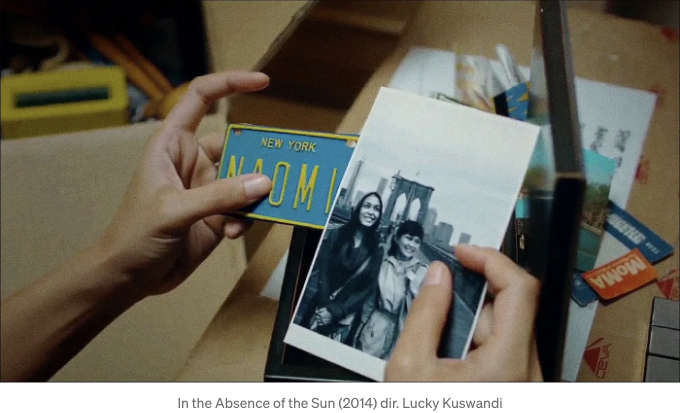 NEW YORK
NAOMI
MoMA
In the Absence of the Sun (2014) dir. Lucky Kuswandi